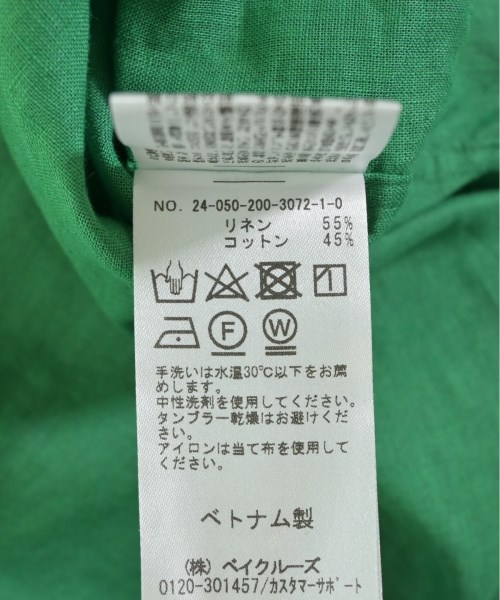 NO. 24-050-200-3072-1-0
リネン 55%
コットン 45%
F W
手洗いは水温30℃以下をお薦
めします。
中性洗剤を使用してください。
タンブラー乾燥はお避けくだ
さい。
アイロンは当て布を使用して
ください。
ベトナム製
(株) ベイクルーズ
0120-301457/カスタマーサポート